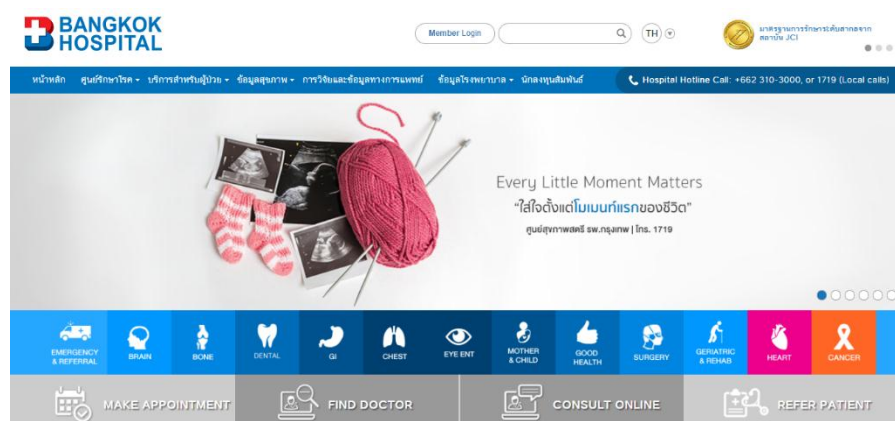 BANGKOK
HOSPITAL
Member Login
TH
มาตรฐานการรักษาระดับสากลจาก
สถาบัน JCI
หน้าหลัก ศูนย์รักษาโรค บริการสำหรับผู้ป่วย ข้อมูลสุขภาพ การวิจัยและข้อมูลทางการแพทย์ ข้อมูลโรงพยาบาล นักลงทุนสัมพันธ์ Hospital Hotline Call: +662 310-3000, or 1719 (Local calls)
Every Little Moment Matters
“ใส่ใจตั้งแต่โมเมนท์แรกของชีวิต”
ศูนย์สุขภาพสตรี รพ.กรุงเทพ | โทร. 1719
EMERGENCY
& REFERRAL
BRAIN
BONE
DENTAL
GI
CHEST
EYE ENT
MOTHER
& CHILD
GOOD
HEALTH
SURGERY
GERIATRIC
& REHAB
HEART
CANCER
MAKE APPOINTMENT
FIND DOCTOR
CONSULT ONLINE
REFER PATIENT